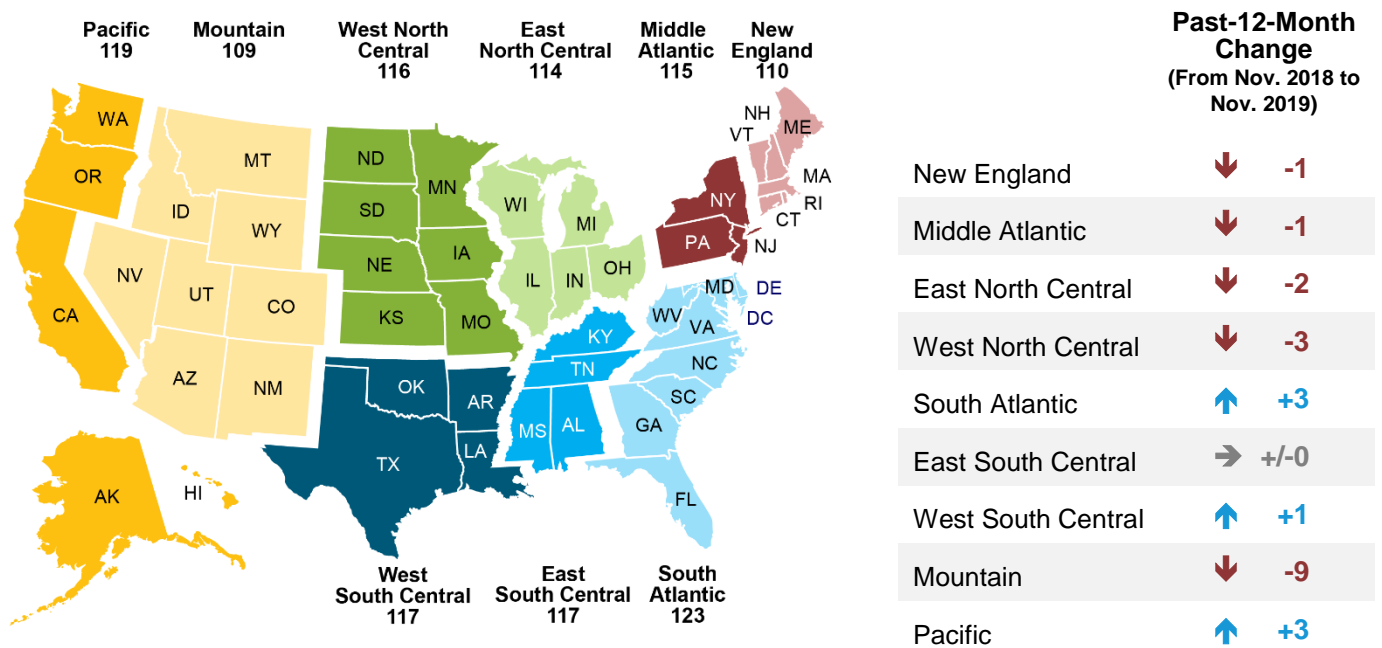 Pacific
119
Mountain
109
West North
Central
116
East
North Central
114
Middle
Atlantic
115
New
England
110
WA
OR
CA
AK
HI
MT
ID
WY
NV
UT
CO
AZ
NM
ND
SD
NE
KS
MN
IA
MO
WI
MI
IL
IN
OH
NY
PA
NJ
NH
VT
ME
MA
RI
CT
OK
TX
AR
LA
KY
TN
MS
AL
MD
DE
DC
WV
VA
NC
SC
GA
FL
West
South Central
117
East
South Central
117
South
Atlantic
123
Past-12-Month
Change
(From Nov. 2018 to
Nov. 2019)
New England -1
Middle Atlantic -1
East North Central -2
West North Central -3
South Atlantic +3
East South Central +/-0
West South Central +1
Mountain -9
Pacific +3